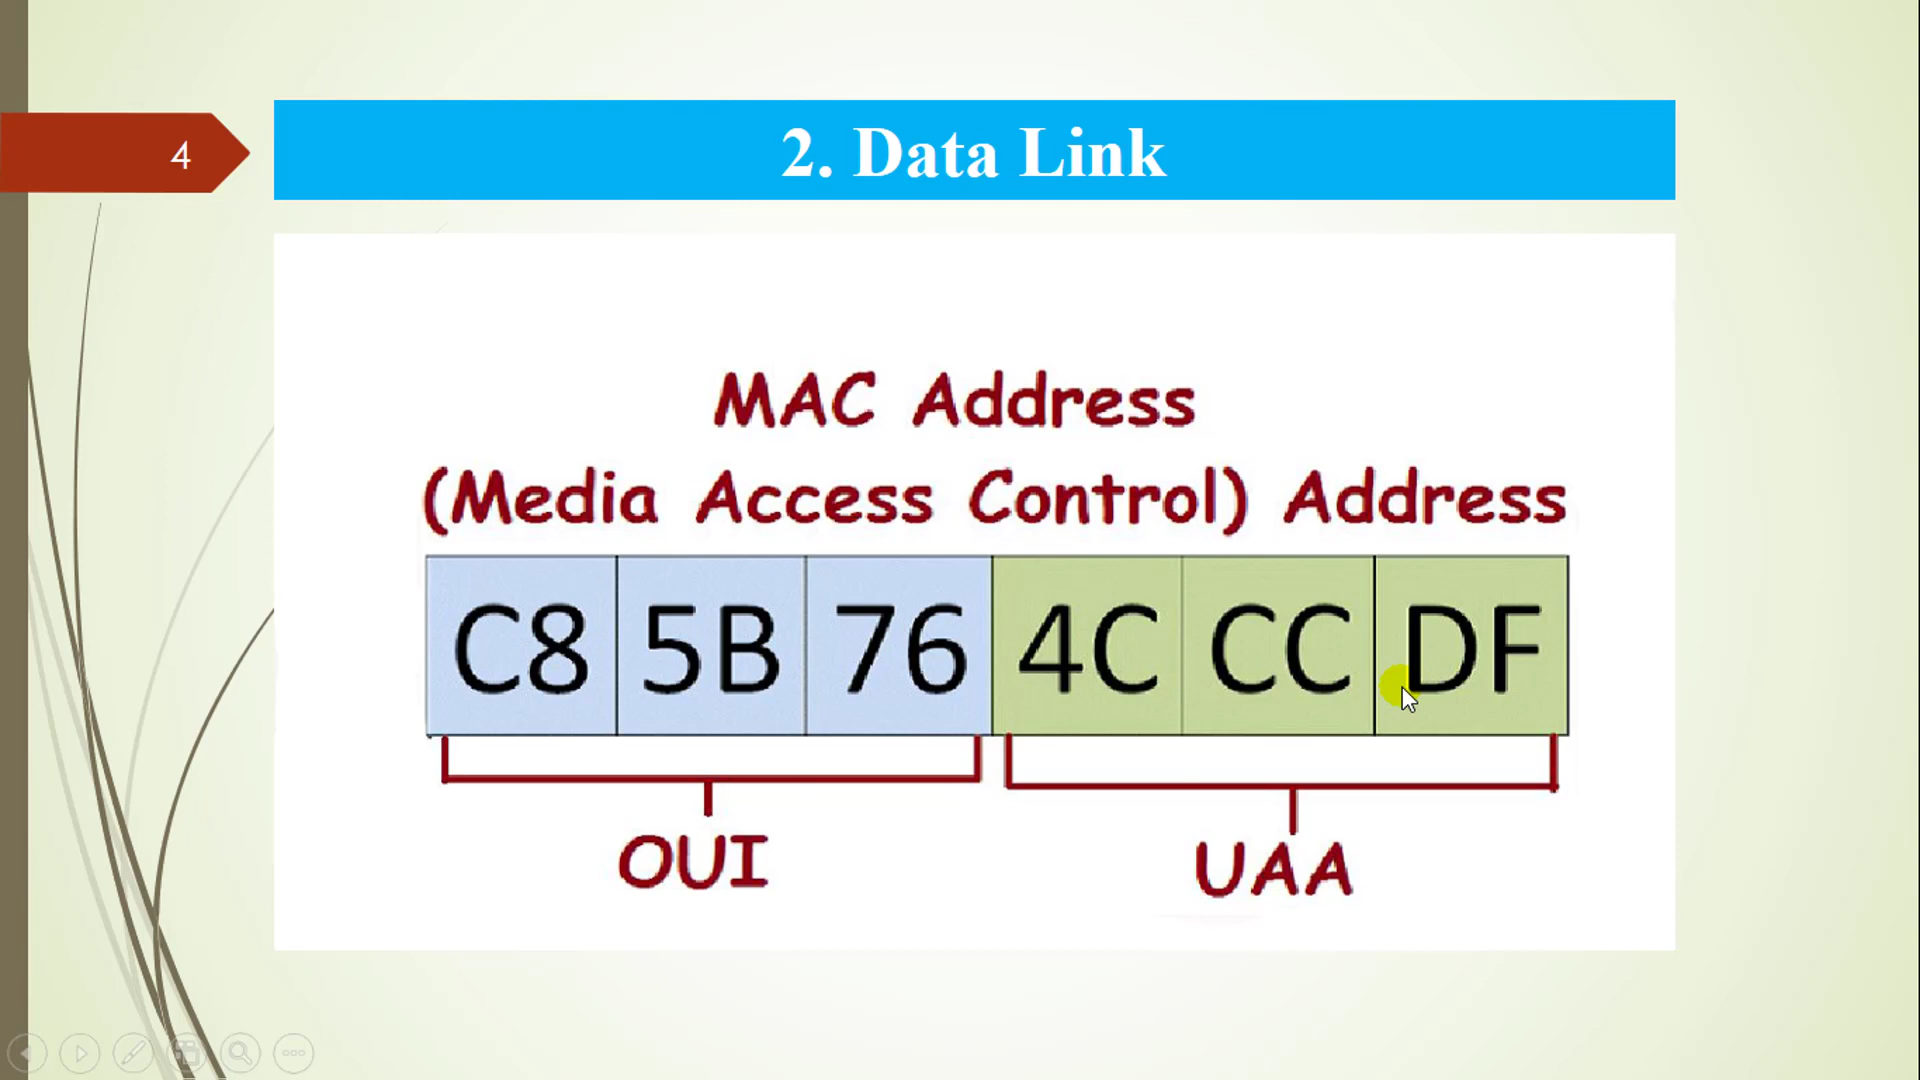 4
2. Data Link
MAC Address
(Media Access Control) Address
C8 5B 76 4C CC DF
OUI UAA